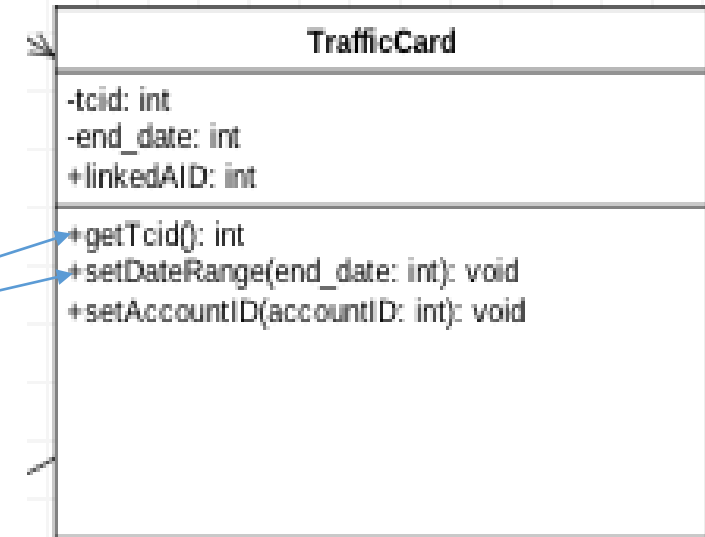 TrafficCard
-tcid: int
-end_date: int
+linkedAID: int
+getTcid(): int
+setDateRange(end_date: int): void
+setAccountID(accountID: int): void